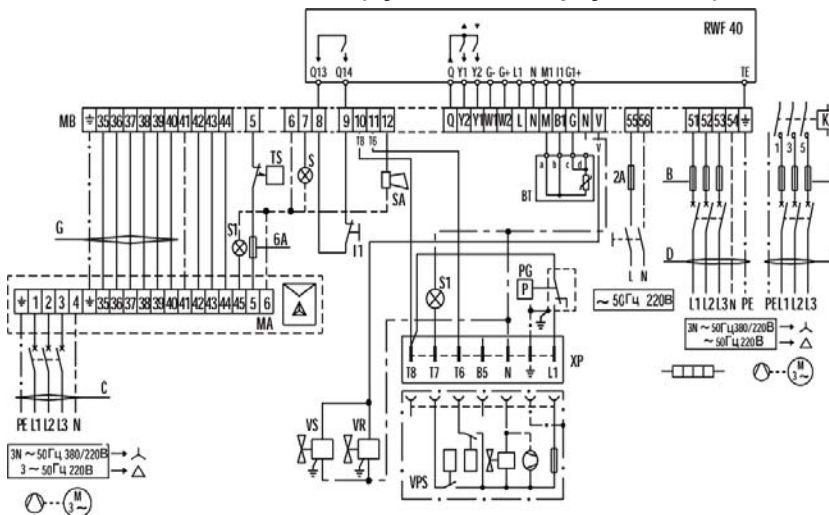 RWF 40
Q13 Q14 Q Y1 Y2 G- G+ L1 N M1 I1 G1+ TE
MB 35 36 37 38 39 40 41 42 43 44 5 6 7 8 9 10 11 12 Q Y2 Y1 W1 W2 L N M B1 G N V 55 56 51 52 53 54 K
T8 T6 V 1 3 5
TS S a b c d 2A B
SA BT
G S1 6A I1 D
S1 PG P L N
~ 50Гц 220В L1 L2 L3 N PE PE L1 L2 L3
1 2 3 4 35 36 37 38 39 40 41 42 43 44 45 5 6
MA 3N ~ 50Гц 380/220В
~ 50Гц 220В
XP
T8 T7 T6 B5 N L1
M
3~
C
PE L1 L2 L3 N VS VR
3N ~ 50Гц 380/220В
3 ~ 50Гц 220В
VPS
M
3~